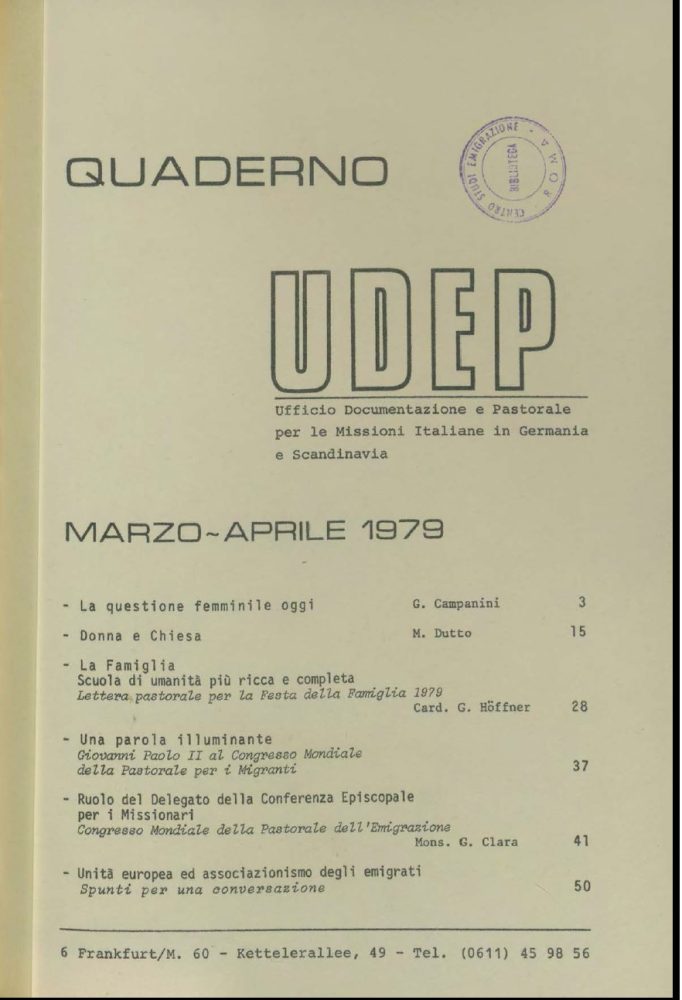 QUADERNO
CENTRO STUDI EMIGRAZIONE - ROMA -
BIBLIOTECA
UDEP
Ufficio Documentazione e Pastorale
per le Missioni Italiane in Germania
e Scandinavia
MARZO~APRILE 1979
- La questione femminile oggi G. Campanini 3
- Donna e Chiesa M. Dutto 15
- La Famiglia
Scuola di umanità più ricca e completa
Lettera pastorale per la Festa della Famiglia 1979
Card. G. Höffner 28
- Una parola illuminante
Giovanni Paolo II al Congresso Mondiale
della Pastorale per i Migranti 37
- Ruolo del Delegato della Conferenza Episcopale
per i Missionari
Congresso Mondiale della Pastorale dell'Emigrazione
Mons. G. Clara 41
- Unità europea ed associazionismo degli emigrati
Spunti per una conversazione 50
6 Frankfurt/M. 60 - Kettelerallee, 49 - Tel. (0611) 45 98 56